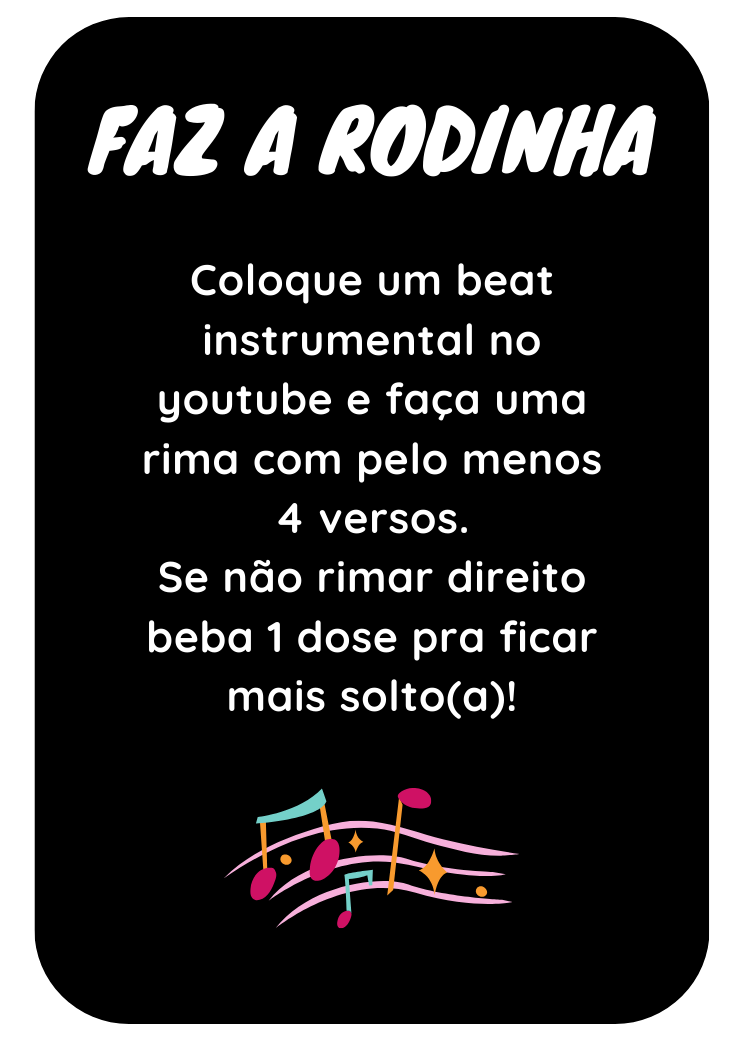 FAZ A RODINHA
Coloque um beat
instrumental no
youtube e faça uma
rima com pelo menos
4 versos.
Se não rimar direito
beba 1 dose pra ficar
mais solto(a)!